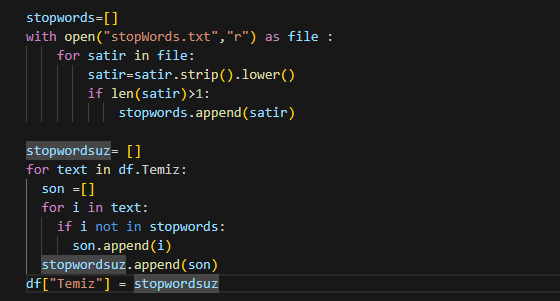 stopwords=[]
with open("stopWords.txt","r") as file :
    for satir in file:
        satir=satir.strip().lower()
        if len(satir)>1:
            stopwords.append(satir)

stopwordsuz= []
for text in df.Temiz:
  son =[]
  for i in text:
    if i not in stopwords:
      son.append(i)
  stopwordsuz.append(son)
df["Temiz"] = stopwordsuz